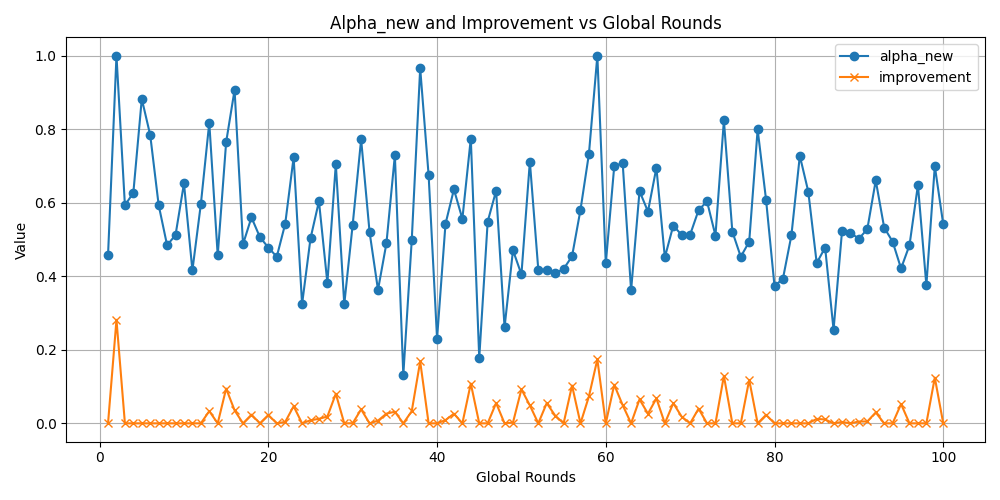 Alpha_new and Improvement vs Global Rounds
alpha_new
improvement
Value
1.0
0.8
0.6
0.4
0.2
0.0
0 20 40 60 80 100
Global Rounds